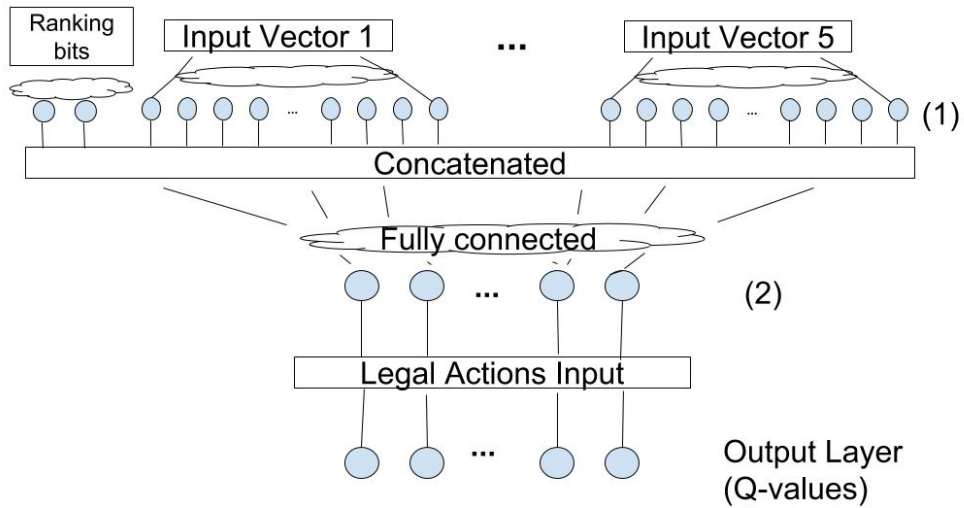 Ranking
bits
Input Vector 1
...
Input Vector 5
...
...
(1)
Concatenated
Fully connected
...
(2)
Legal Actions Input
...
Output Layer
(Q-values)